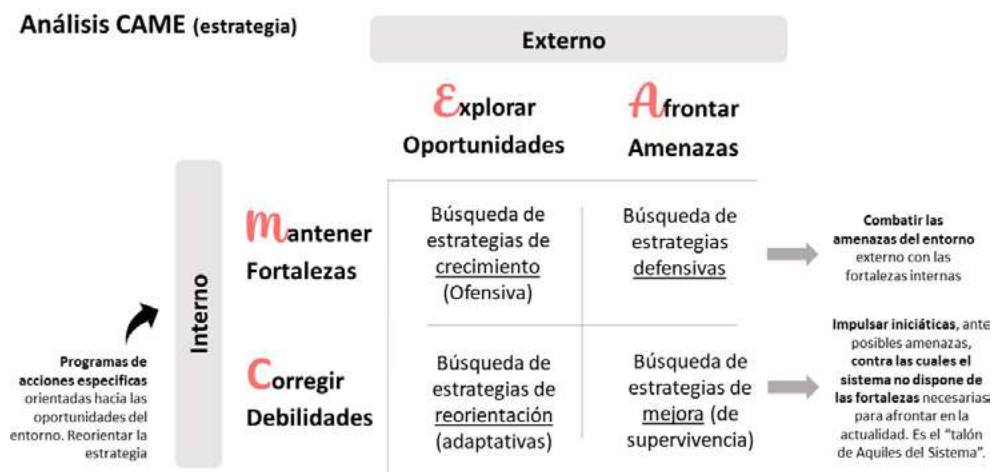 Análisis CAME (estrategia)
Externo
Explorar
Oportunidades
Afrontar
Amenazas
Interno
Mantener
Fortalezas
Búsqueda de
estrategias de
crecimiento
(Ofensiva)
Búsqueda de
estrategias
defensivas
Combatir las
amenazas del entorno
externo con las
fortalezas internas
Programas de
acciones especificas
orientadas hacia las
oportunidades del
entorno. Reorientar la
estrategia
Corregir
Debilidades
Búsqueda de
estrategias de
reorientación
(adaptativas)
Búsqueda de
estrategias de
mejora (de
supervivencia)
Impulsar iniciáticas, ante
posibles amenazas,
contra las cuales el
sistema no dispone de
las fortalezas necesarias
para afrontar en la
actualidad. Es el “talón
de Aquiles del Sistema”.